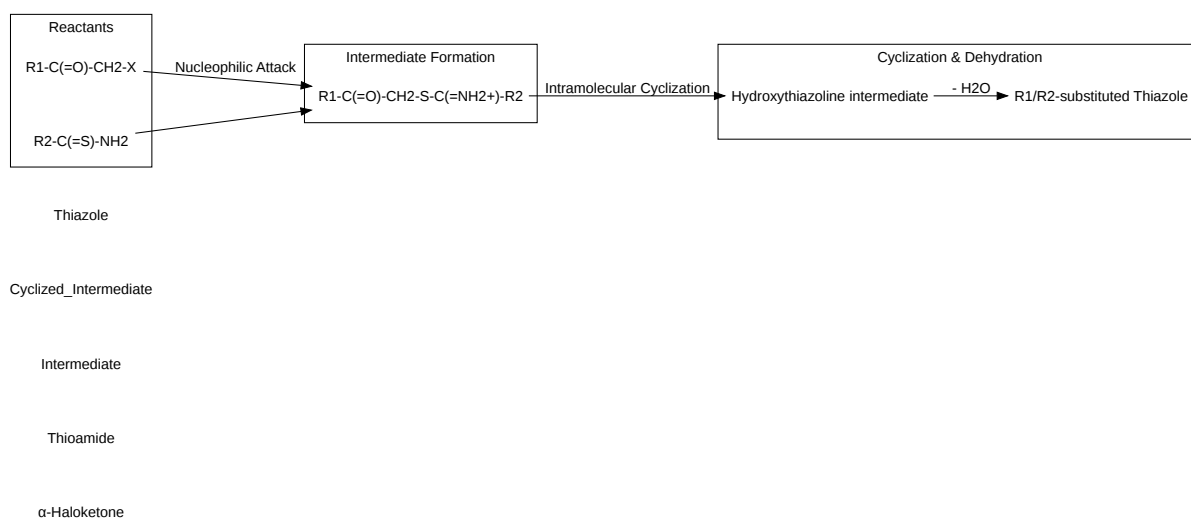 Reactants
R1-C(=O)-CH2-X
R2-C(=S)-NH2
Nucleophilic Attack
Intermediate Formation
R1-C(=O)-CH2-S-C(=NH2+)-R2
Intramolecular Cyclization
Cyclization & Dehydration
Hydroxythiazoline intermediate
- H2O
R1/R2-substituted Thiazole
Thiazole
Cyclized_Intermediate
Intermediate
Thioamide
α-Haloketone